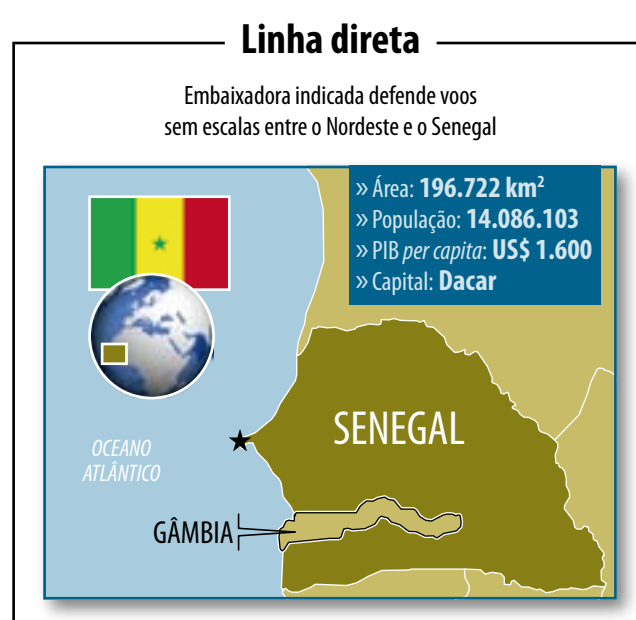 Linha direta
Embaixadora indicada defende voos
sem escalas entre o Nordeste e o Senegal
» Área: 196.722 km²
» População: 14.086.103
» PIB per capita: US$ 1.600
» Capital: Dacar
SENEGAL
OCEANO
ATLÂNTICO
GÂMBIA